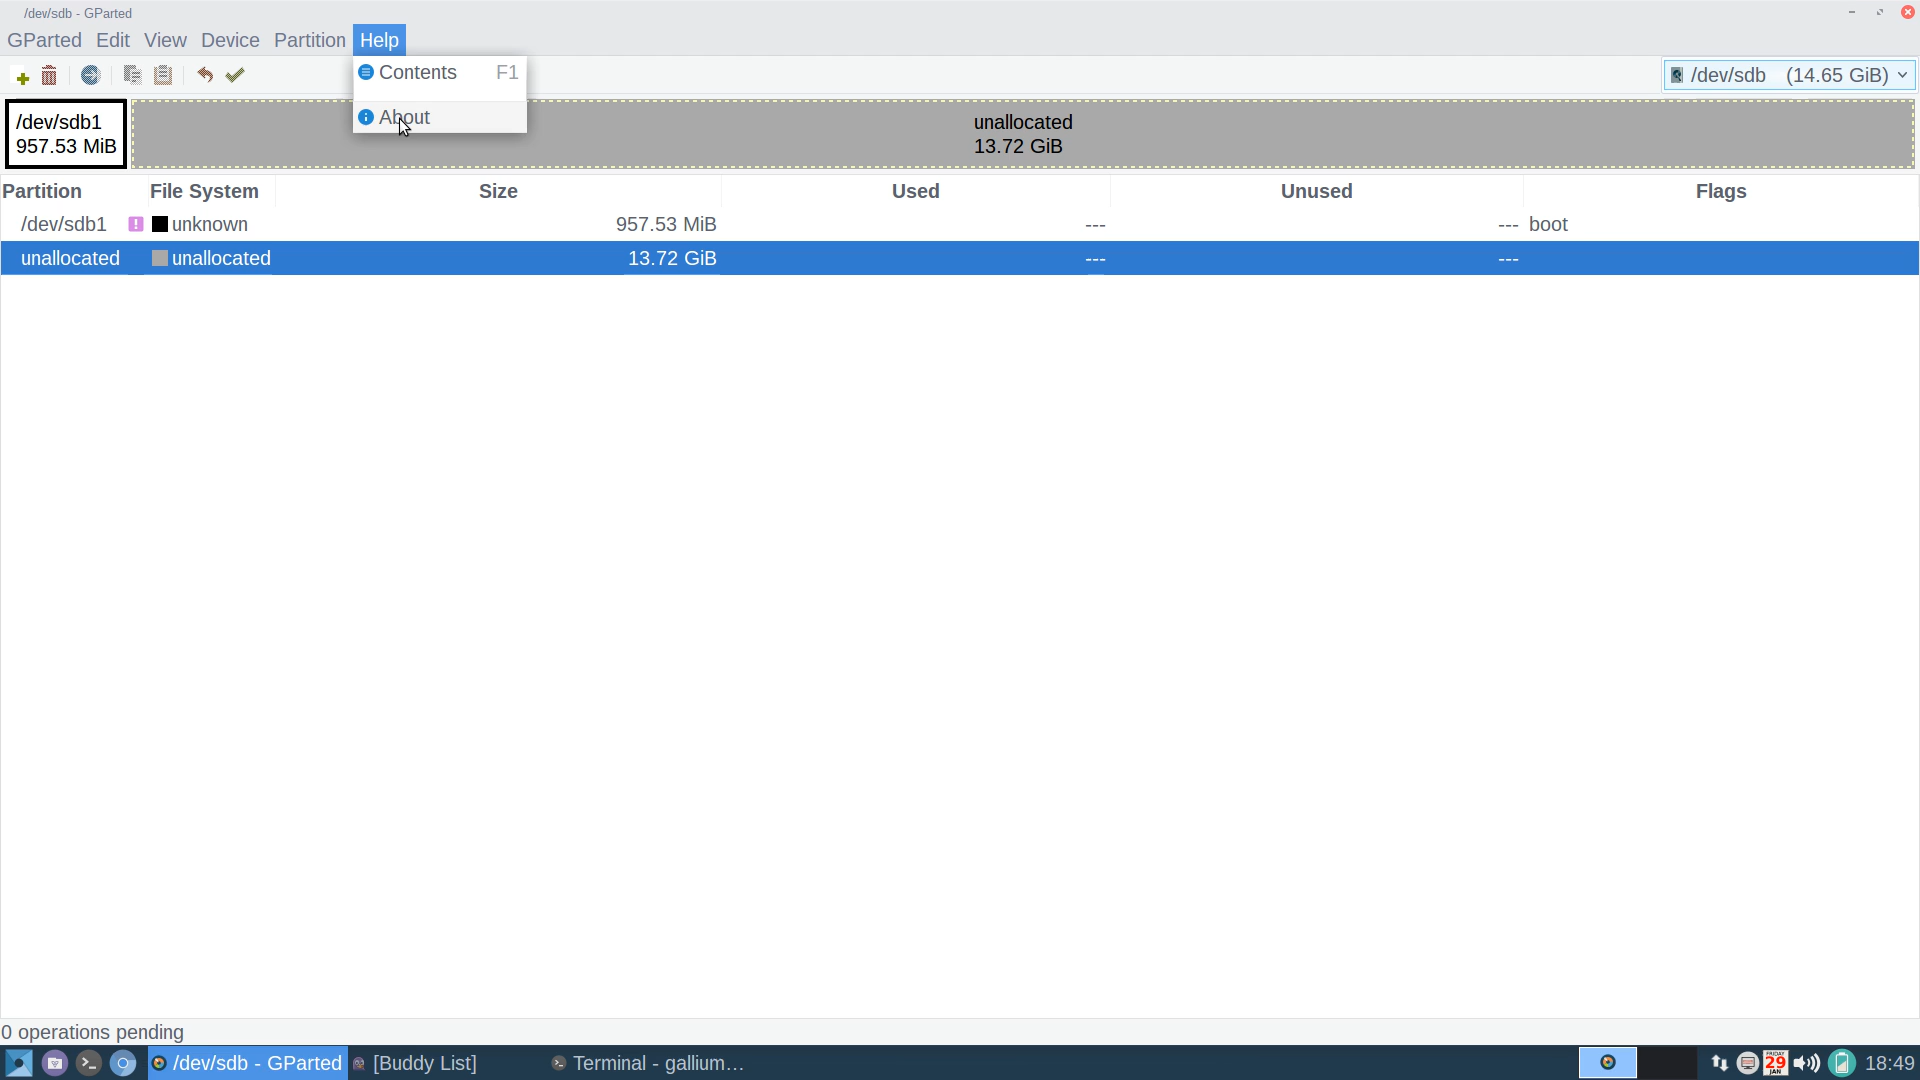 /dev/sdb - GParted
GParted Edit View Device Partition Help
Contents F1
About
/dev/sdb (14.65 GiB)
/dev/sdb1
957.53 MiB
unallocated
13.72 GiB
Partition File System Size Used Unused Flags
/dev/sdb1 unknown 957.53 MiB --- --- boot
unallocated unallocated 13.72 GiB --- ---
0 operations pending
/dev/sdb - GParted [Buddy List] Terminal - gallium... FRIDAY 29 JAN 18:49